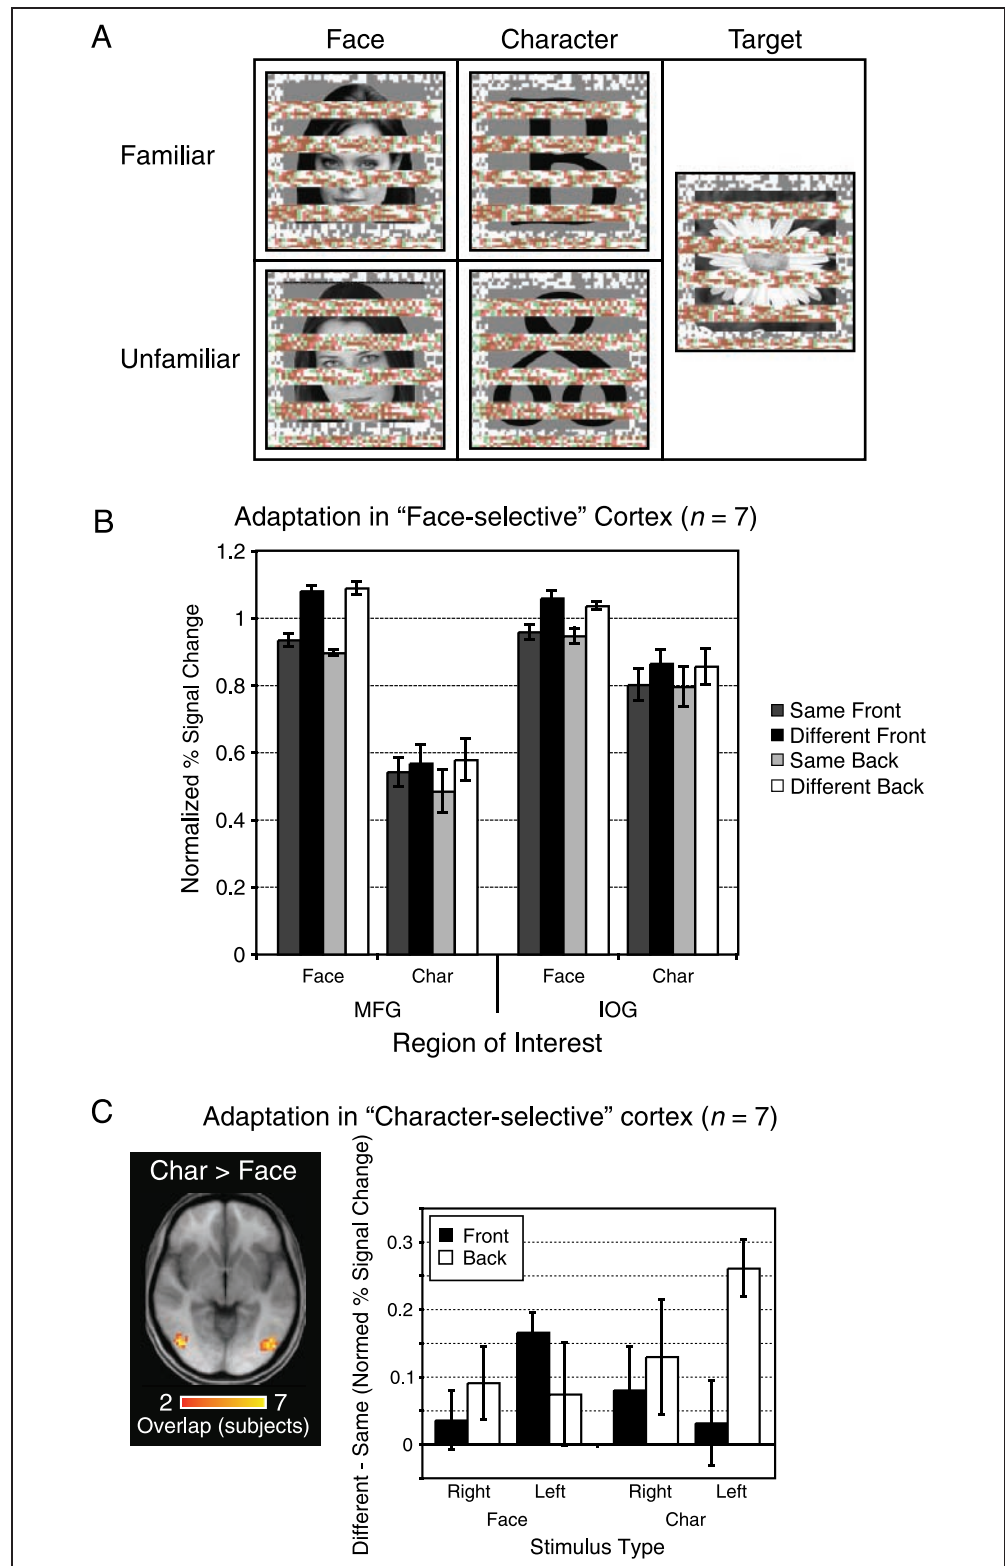 A
Face Character Target
Familiar
Unfamiliar
B
Adaptation in “Face-selective” Cortex (n = 7)
Normalized % Signal Change
1.2
1
0.8
0.6
0.4
0.2
0
Same Front
Different Front
Same Back
Different Back
Face Char Face Char
MFG IOG
Region of Interest
C
Adaptation in “Character-selective” cortex (n = 7)
Char > Face
2 7
Overlap (subjects)
Different - Same (Normed % Signal Change)
Front
Back
0.3
0.2
0.1
0
Right Left Right Left
Face Char
Stimulus Type